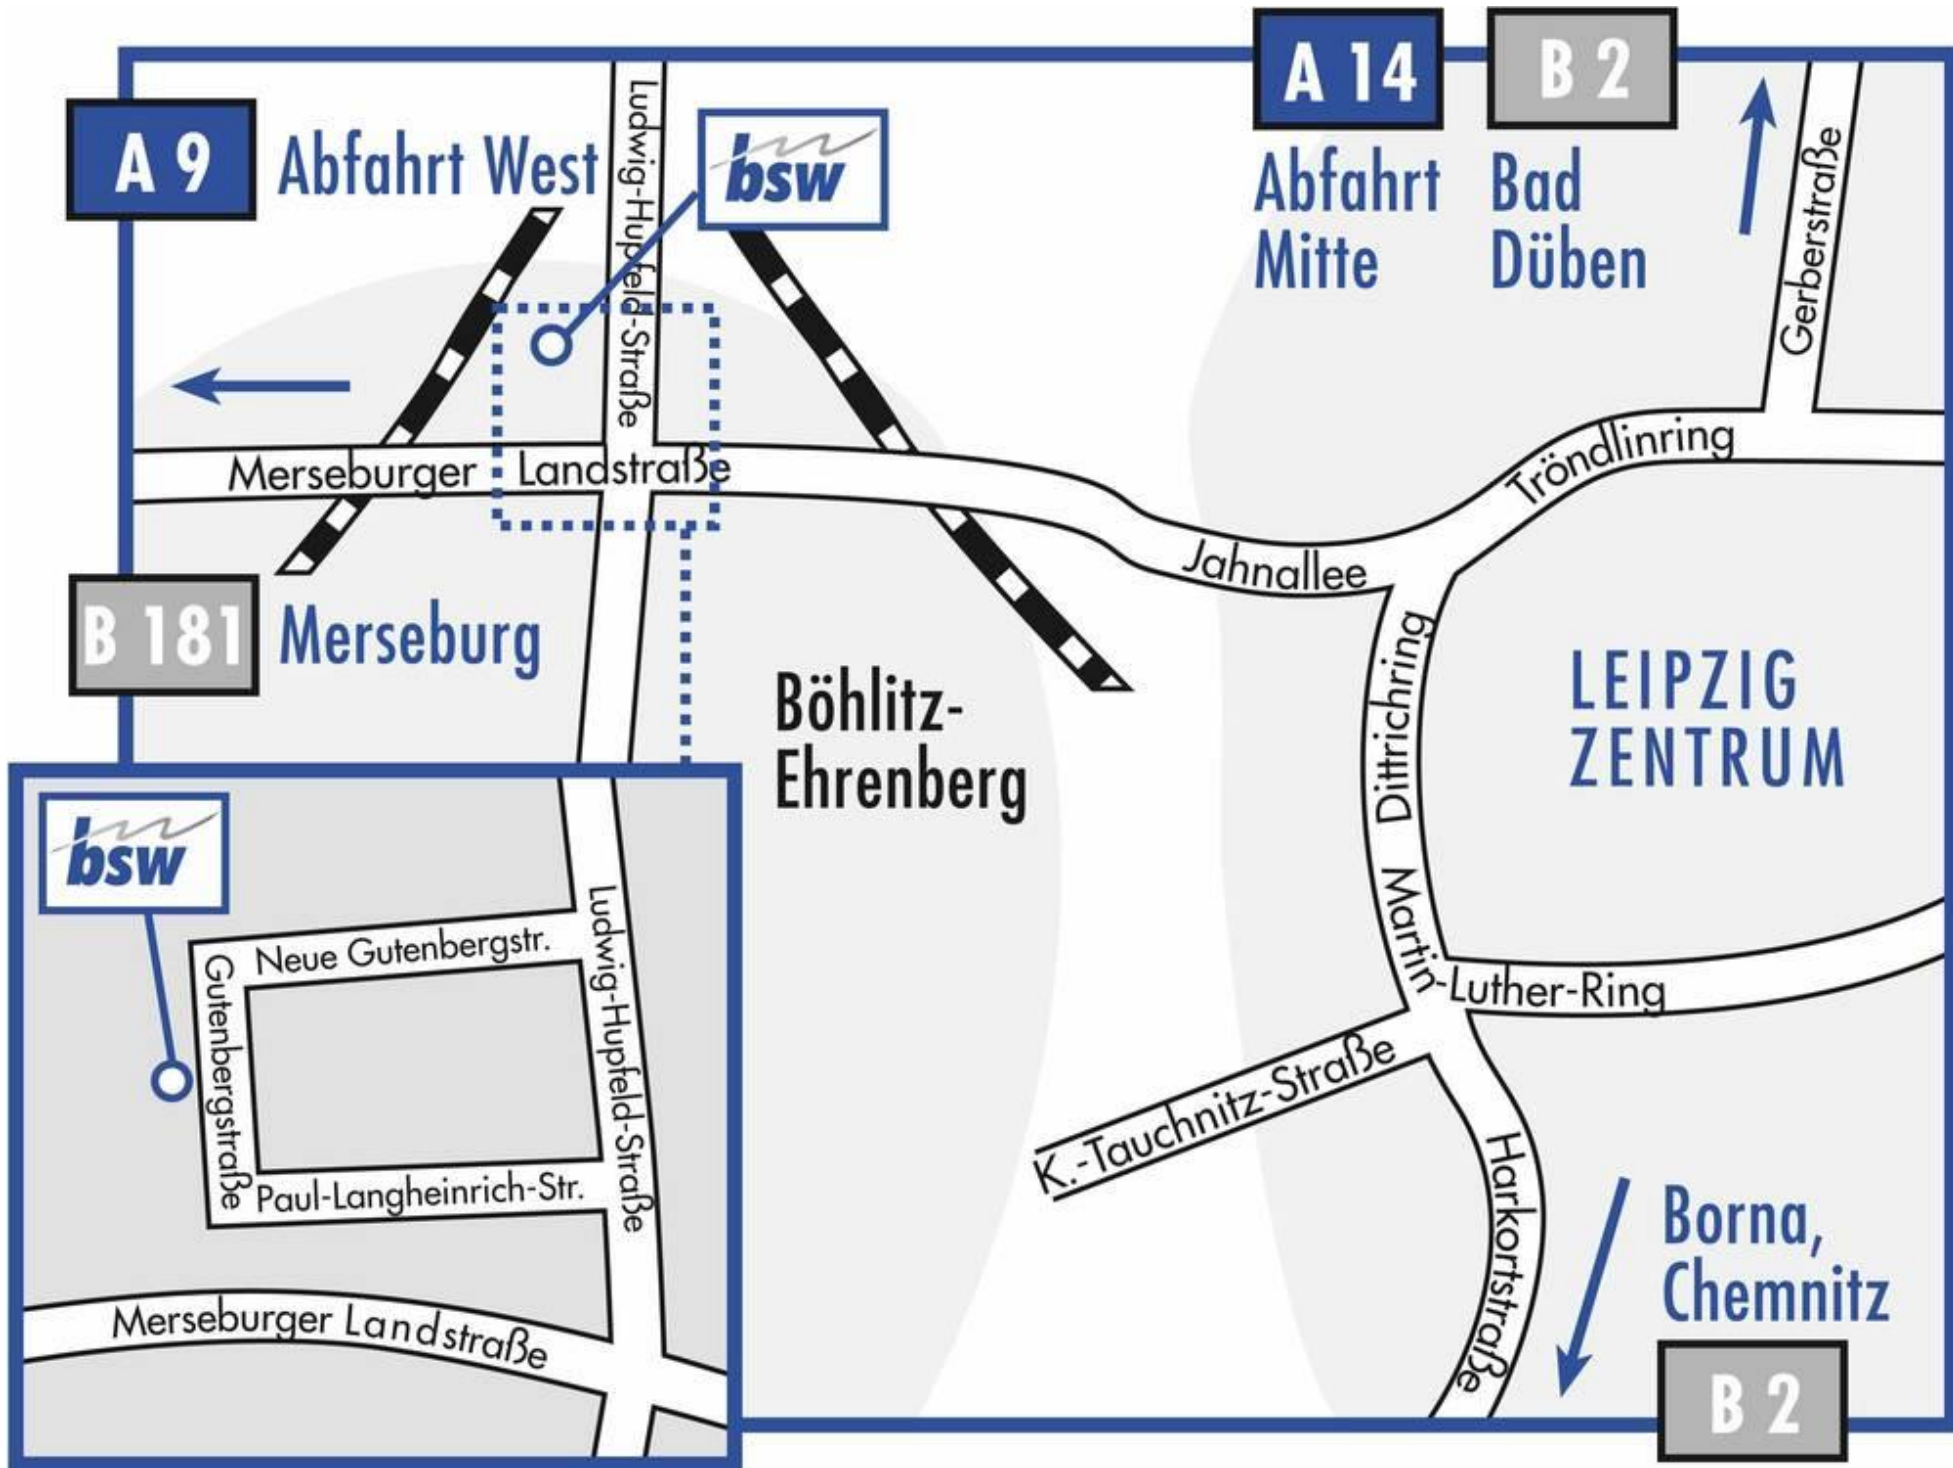 A 14
B 2
A 9
Abfahrt West
Ludwig-Hupfeld-Straße
bsw
Abfahrt
Mitte
Bad
Düben
Gerberstraße
Merseburger Landstraße
Tröndlinring
Jahnallee
B 181
Merseburg
Dittrichring
LEIPZIG
ZENTRUM
Böhlitz-
Ehrenberg
bsw
Martin-Luther-Ring
Neue Gutenbergstr.
Ludwig-Hupfeld-Straße
Gutenbergstraße
K.-Tauchnitz-Straße
Paul-Langheinrich-Str.
Harkortstraße
Borna,
Chemnitz
Merseburger Landstraße
B 2